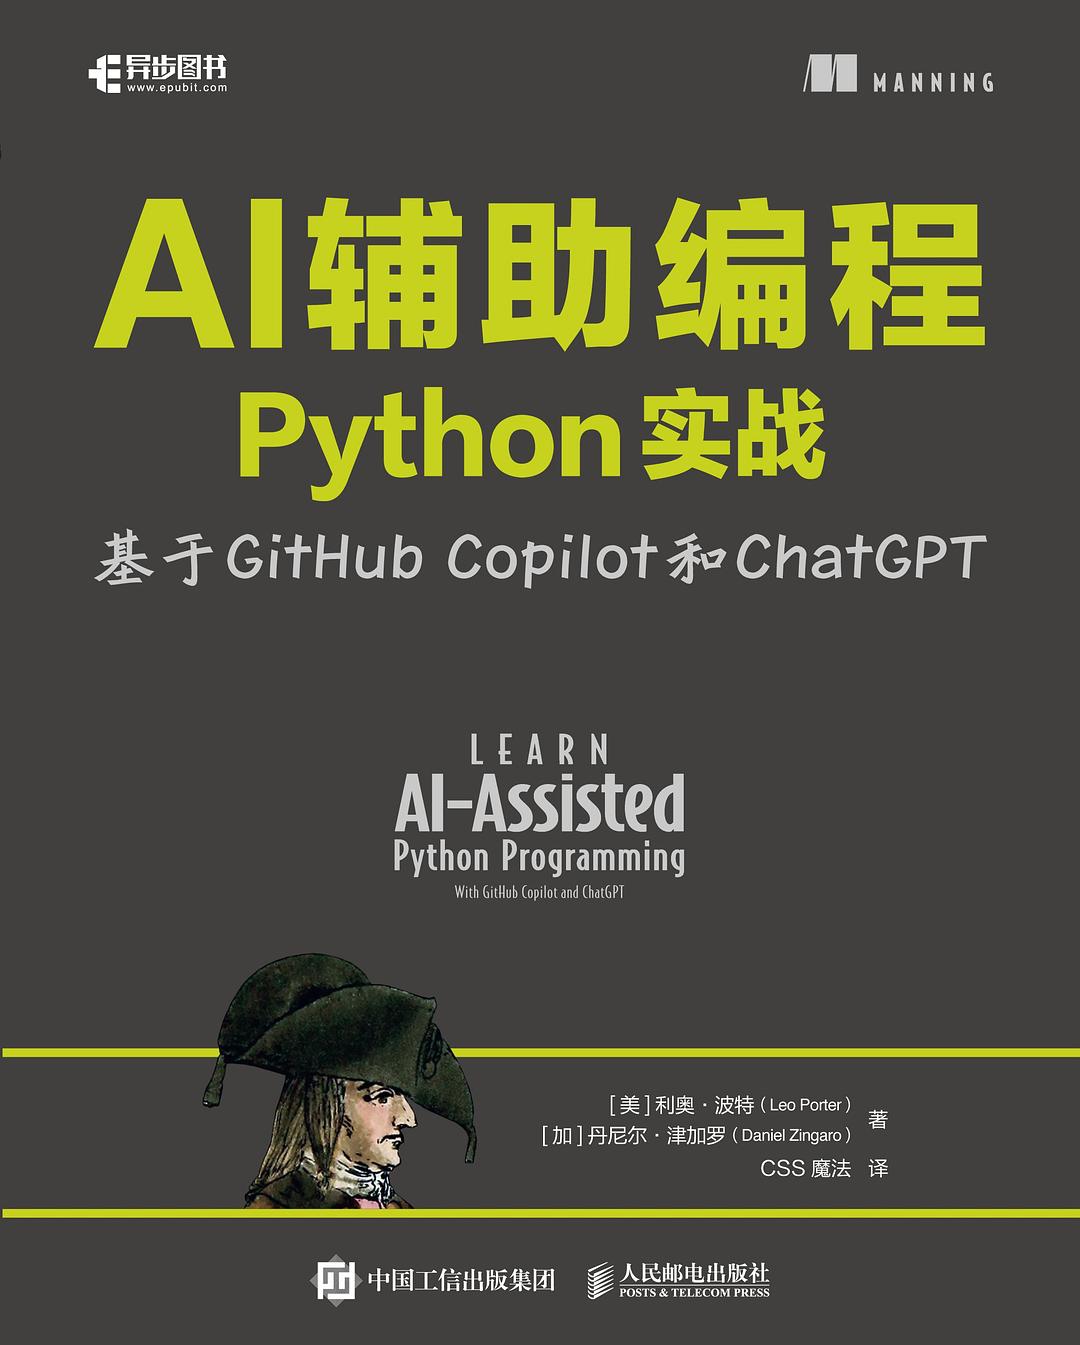 异步图书
www.epubit.com
MANNING
AI辅助编程
Python实战
基于GitHub Copilot和ChatGPT
LEARN
AI-Assisted
Python Programming
With GitHub Copilot and ChatGPT
[美]利奥·波特（Leo Porter）
[加]丹尼尔·津加罗（Daniel Zingaro）
著
CSS魔法 译
中国工信出版集团
人民邮电出版社
POSTS & TELECOM PRESS